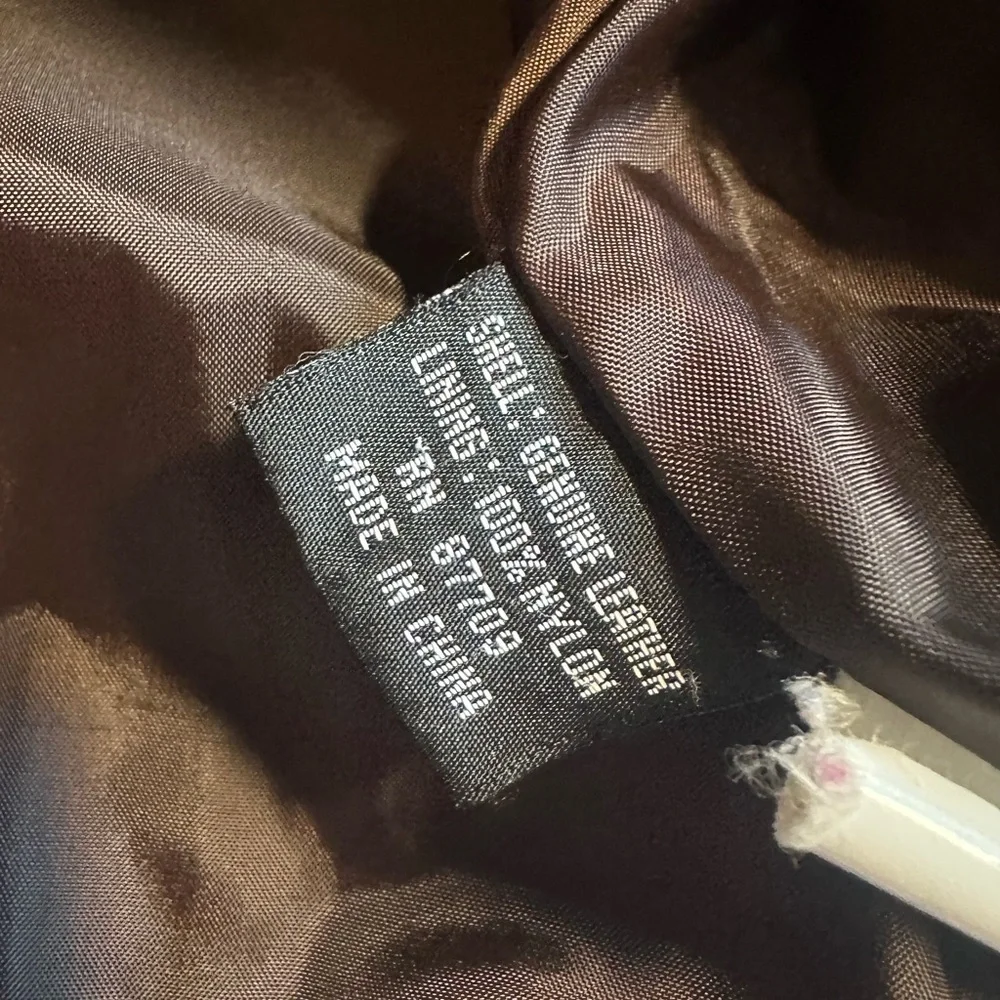 SHELL: GENUINE LEATHER
LINING: 100% NYLON
RN 87709
MADE IN CHINA